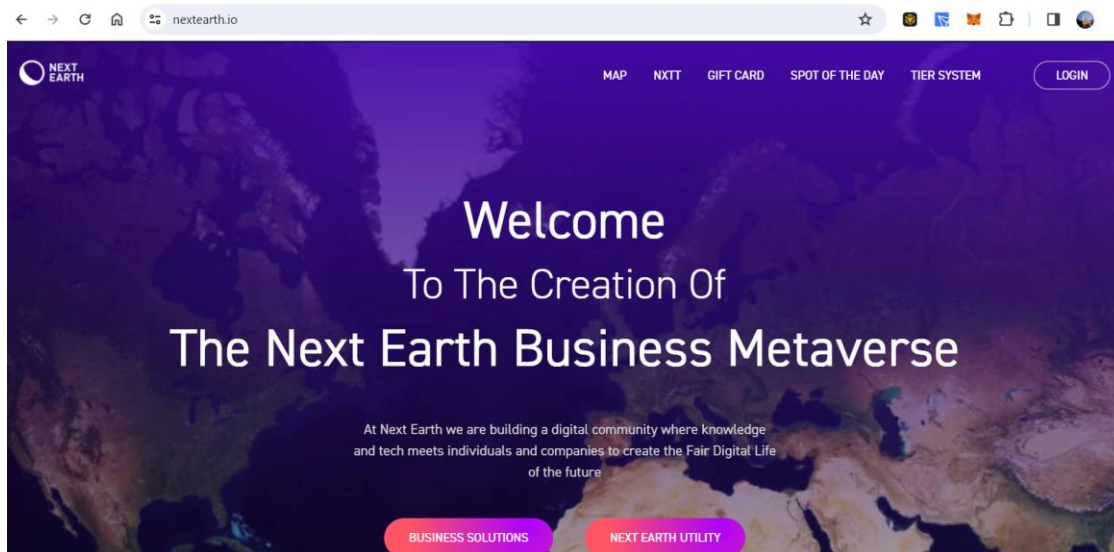 nextearth.io
NEXT
EARTH
MAP NXTT GIFT CARD SPOT OF THE DAY TIER SYSTEM LOGIN
Welcome
To The Creation Of
The Next Earth Business Metaverse
At Next Earth we are building a digital community where knowledge
and tech meets individuals and companies to create the Fair Digital Life
of the future
BUSINESS SOLUTIONS NEXT EARTH UTILITY